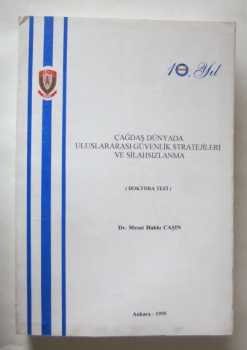 10. Yıl
ÇAĞDAŞ DÜNYADA
ULUSLARARASI GÜVENLİK STRATEJİLERİ
VE SİLAHSIZLANMA
( DOKTORA TEZİ )
Dr. Mesut Hakkı CAŞIN
Ankara - 1995